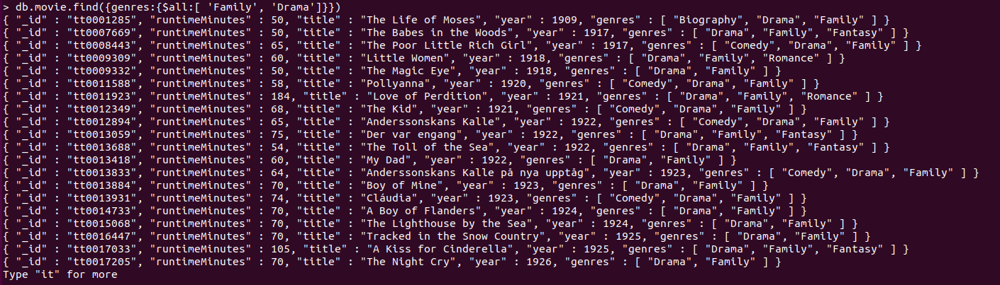 > db.movie.find({genres:{$all:[ 'Family', 'Drama']}})
{ "_id" : "tt0001285", "runtimeMinutes" : 50, "title" : "The Life of Moses", "year" : 1909, "genres" : [ "Biography", "Drama", "Family" ] }
{ "_id" : "tt0007669", "runtimeMinutes" : 50, "title" : "The Babes in the Woods", "year" : 1917, "genres" : [ "Drama", "Family", "Fantasy" ] }
{ "_id" : "tt0008443", "runtimeMinutes" : 65, "title" : "The Poor Little Rich Girl", "year" : 1917, "genres" : [ "Comedy", "Drama", "Family" ] }
{ "_id" : "tt0009309", "runtimeMinutes" : 60, "title" : "Little Women", "year" : 1918, "genres" : [ "Drama", "Family", "Romance" ] }
{ "_id" : "tt0009332", "runtimeMinutes" : 50, "title" : "The Magic Eye", "year" : 1918, "genres" : [ "Drama", "Family" ] }
{ "_id" : "tt0011588", "runtimeMinutes" : 58, "title" : "Pollyanna", "year" : 1920, "genres" : [ "Comedy", "Drama", "Family" ] }
{ "_id" : "tt0011923", "runtimeMinutes" : 184, "title" : "Love of Perdition", "year" : 1921, "genres" : [ "Drama", "Family", "Romance" ] }
{ "_id" : "tt0012349", "runtimeMinutes" : 68, "title" : "The Kid", "year" : 1921, "genres" : [ "Comedy", "Drama", "Family" ] }
{ "_id" : "tt0012894", "runtimeMinutes" : 65, "title" : "Anderssonskans Kalle", "year" : 1922, "genres" : [ "Comedy", "Drama", "Family" ] }
{ "_id" : "tt0013059", "runtimeMinutes" : 75, "title" : "Der var engang", "year" : 1922, "genres" : [ "Drama", "Family", "Fantasy" ] }
{ "_id" : "tt0013688", "runtimeMinutes" : 54, "title" : "The Toll of the Sea", "year" : 1922, "genres" : [ "Drama", "Family", "Fantasy" ] }
{ "_id" : "tt0013418", "runtimeMinutes" : 60, "title" : "My Dad", "year" : 1922, "genres" : [ "Drama", "Family" ] }
{ "_id" : "tt0013833", "runtimeMinutes" : 64, "title" : "Anderssonskans Kalle på nya upptåg", "year" : 1923, "genres" : [ "Comedy", "Drama", "Family" ] }
{ "_id" : "tt0013884", "runtimeMinutes" : 70, "title" : "Boy of Mine", "year" : 1923, "genres" : [ "Drama", "Family" ] }
{ "_id" : "tt0013931", "runtimeMinutes" : 74, "title" : "Cláudia", "year" : 1923, "genres" : [ "Comedy", "Drama", "Family" ] }
{ "_id" : "tt0014733", "runtimeMinutes" : 70, "title" : "A Boy of Flanders", "year" : 1924, "genres" : [ "Drama", "Family" ] }
{ "_id" : "tt0015068", "runtimeMinutes" : 70, "title" : "The Lighthouse by the Sea", "year" : 1924, "genres" : [ "Drama", "Family" ] }
{ "_id" : "tt0016447", "runtimeMinutes" : 70, "title" : "Tracked in the Snow Country", "year" : 1925, "genres" : [ "Drama", "Family" ] }
{ "_id" : "tt0017033", "runtimeMinutes" : 105, "title" : "A Kiss for Cinderella", "year" : 1925, "genres" : [ "Drama", "Family", "Fantasy" ] }
{ "_id" : "tt0017205", "runtimeMinutes" : 70, "title" : "The Night Cry", "year" : 1926, "genres" : [ "Drama", "Family" ] }
Type "it" for more